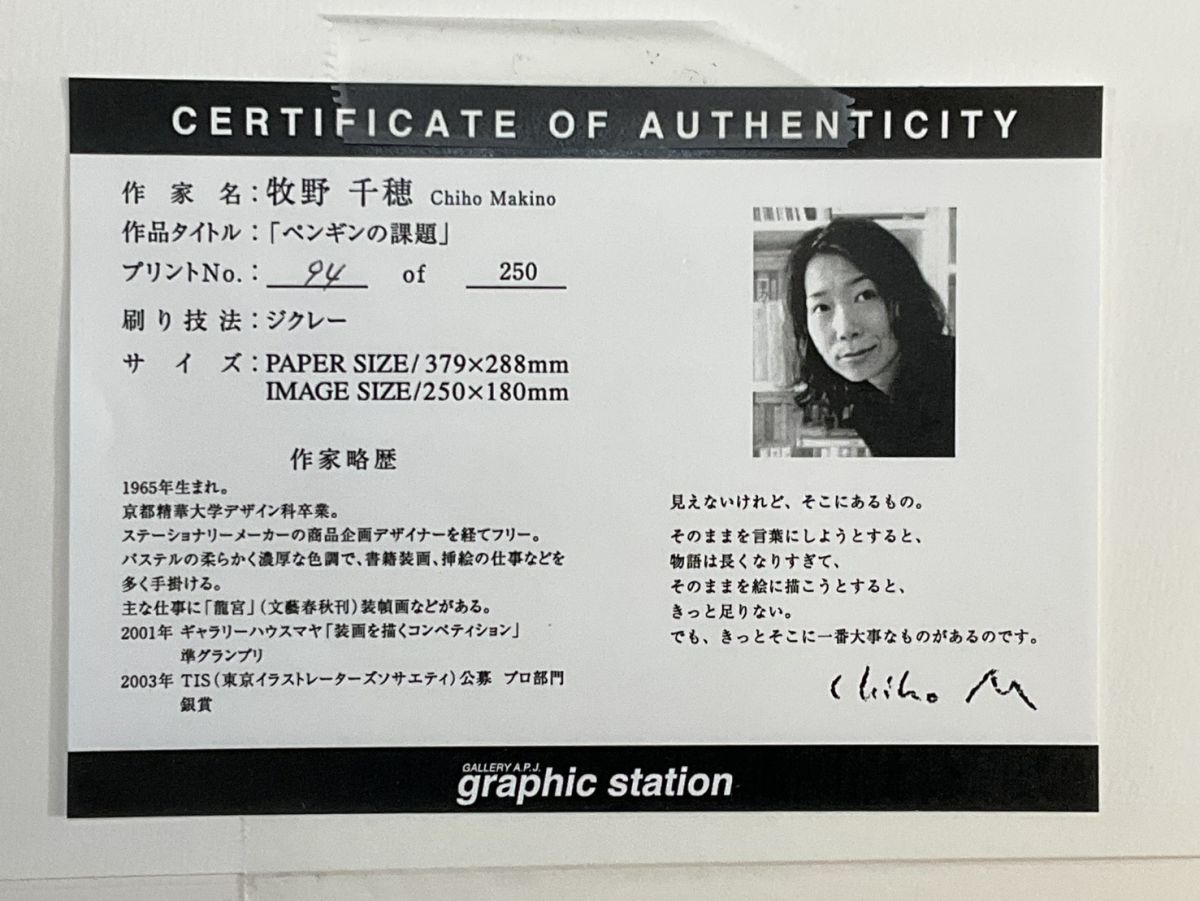 CERTIFICATE OF AUTHENTICITY
作家名：牧野 千穂 Chiho Makino
作品タイトル：「ペンギンの課題」
プリントNo.： 94 of 250
刷り技法：ジクレー
サイズ：PAPER SIZE/379×288mm
IMAGE SIZE/250×180mm
作家略歴
1965年生まれ。
京都精華大学デザイン科卒業。
ステーショナリーメーカーの商品企画デザイナーを経てフリー。
パステルの柔らかく濃厚な色調で、書籍装画、挿絵の仕事などを
多く手掛ける。
主な仕事に「龍宮」（文藝春秋刊）装幀画などがある。
2001年 ギャラリーハウスマヤ「装画を描くコンペティション」
準グランプリ
2003年 TIS（東京イラストレーターズソサエティ）公募 プロ部門
銀賞
見えないけれど、そこにあるもの。
そのままを言葉にしようとすると、
物語は長くなりすぎて、
そのままを絵に描こうとすると、
きっと足りない。
でも、きっとそこに一番大事なものがあるのです。
Chiho M
GALLERY A.P.J.
graphic station